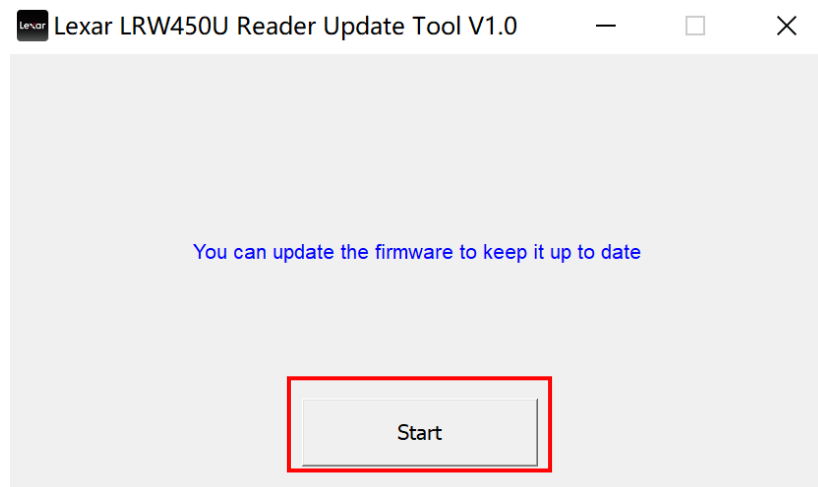 Lexar Lexar LRW450U Reader Update Tool V1.0
You can update the firmware to keep it up to date
Start